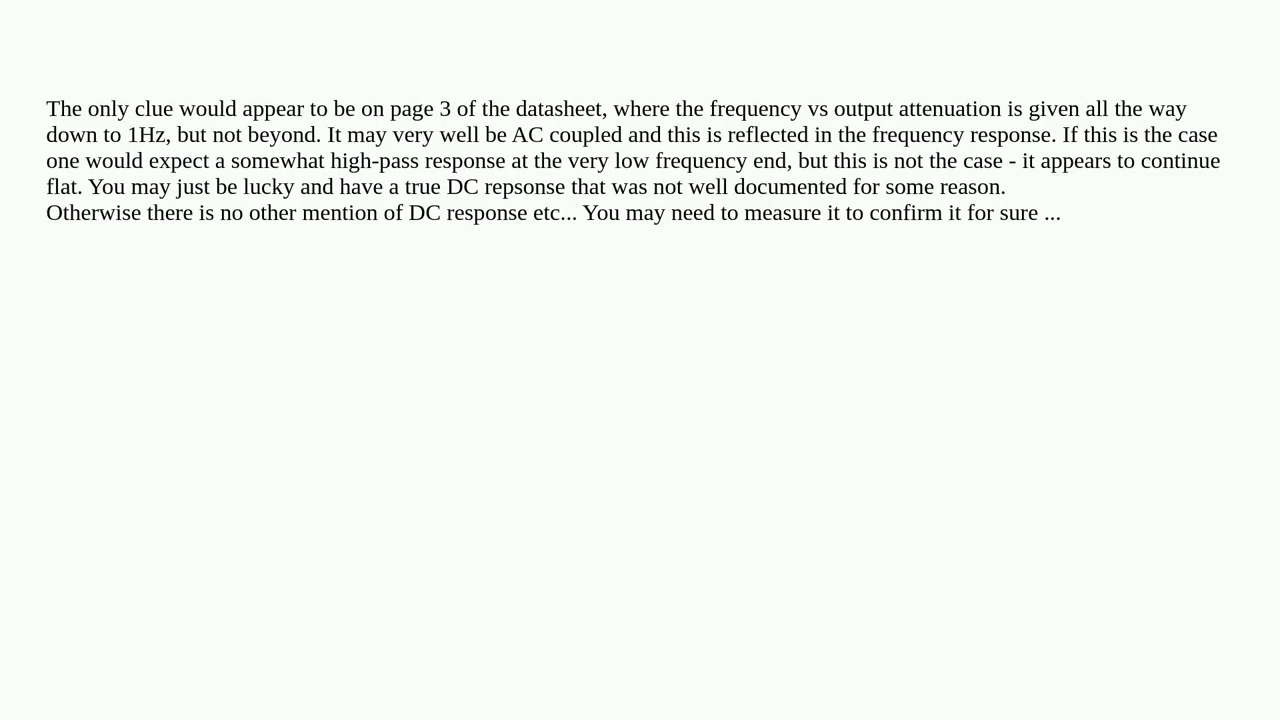 The only clue would appear to be on page 3 of the datasheet, where the frequency vs output attenuation is given all the way
down to 1Hz, but not beyond. It may very well be AC coupled and this is reflected in the frequency response. If this is the case
one would expect a somewhat high-pass response at the very low frequency end, but this is not the case - it appears to continue
flat. You may just be lucky and have a true DC repsonse that was not well documented for some reason.
Otherwise there is no other mention of DC response etc... You may need to measure it to confirm it for sure ...